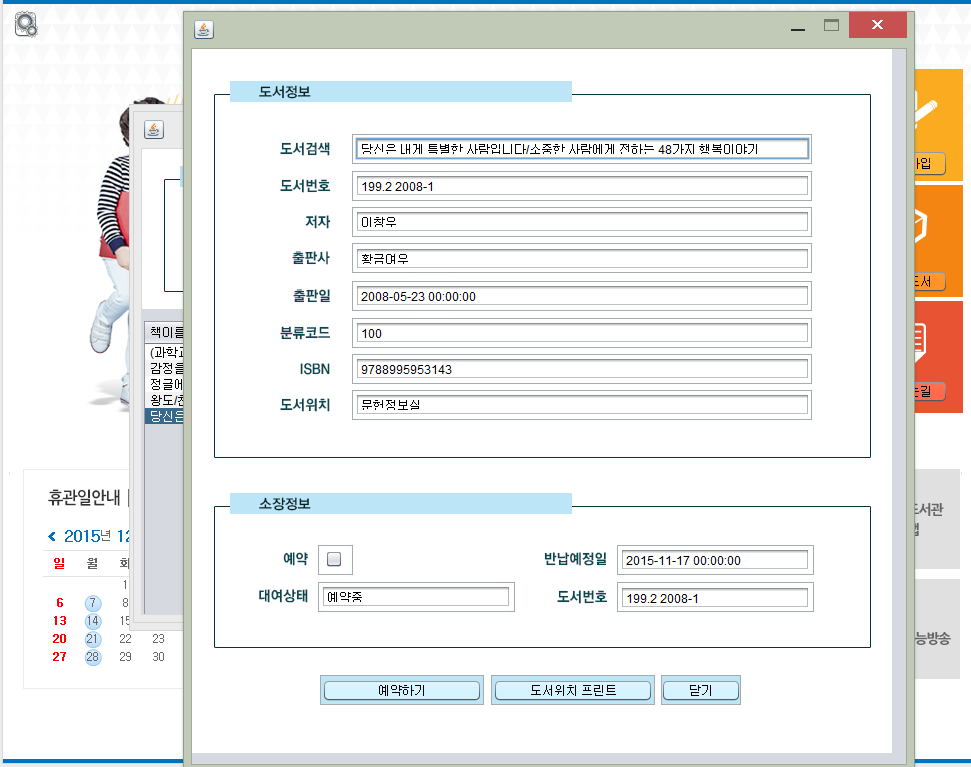 도서정보
도서검색 당신은 내게 특별한 사람입니다/소중한 사람에게 전하는 48가지 행복이야기
도서번호 199.2 2008-1
저자 이창우
출판사 황금여우
출판일 2008-05-23 00:00:00
분류코드 100
ISBN 9788995953143
도서위치 문헌정보실
소장정보
예약 반납예정일 2015-11-17 00:00:00
대여상태 예약중 도서번호 199.2 2008-1
예약하기 도서위치 프린트 닫기
책이름
(과학교
감정을
정글에
왕도/천
당신은
휴관일안내
2015년 12
일 월 화
1
6 7 8
13 14 15
20 21 22 23
27 28 29 30
가입
도서
는길
도서관
맵
능방송